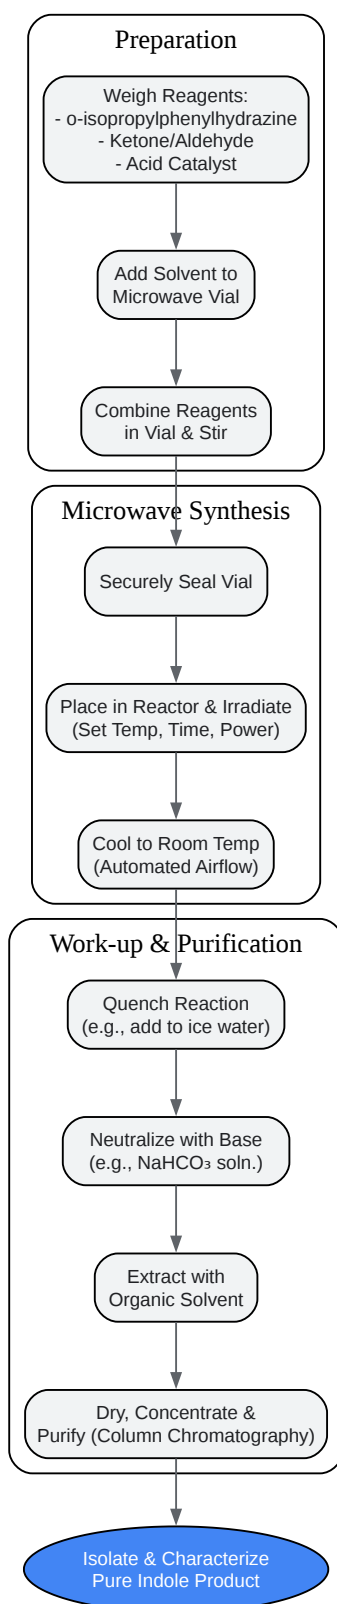 Preparation
Weigh Reagents:
- o-isopropylphenylhydrazine
- Ketone/Aldehyde
- Acid Catalyst
Add Solvent to
Microwave Vial
Combine Reagents
in Vial & Stir
Microwave Synthesis
Securely Seal Vial
Place in Reactor & Irradiate
(Set Temp, Time, Power)
Cool to Room Temp
(Automated Airflow)
Work-up & Purification
Quench Reaction
(e.g., add to ice water)
Neutralize with Base
(e.g., NaHCO₃ soln.)
Extract with
Organic Solvent
Dry, Concentrate &
Purify (Column Chromatography)
Isolate & Characterize
Pure Indole Product